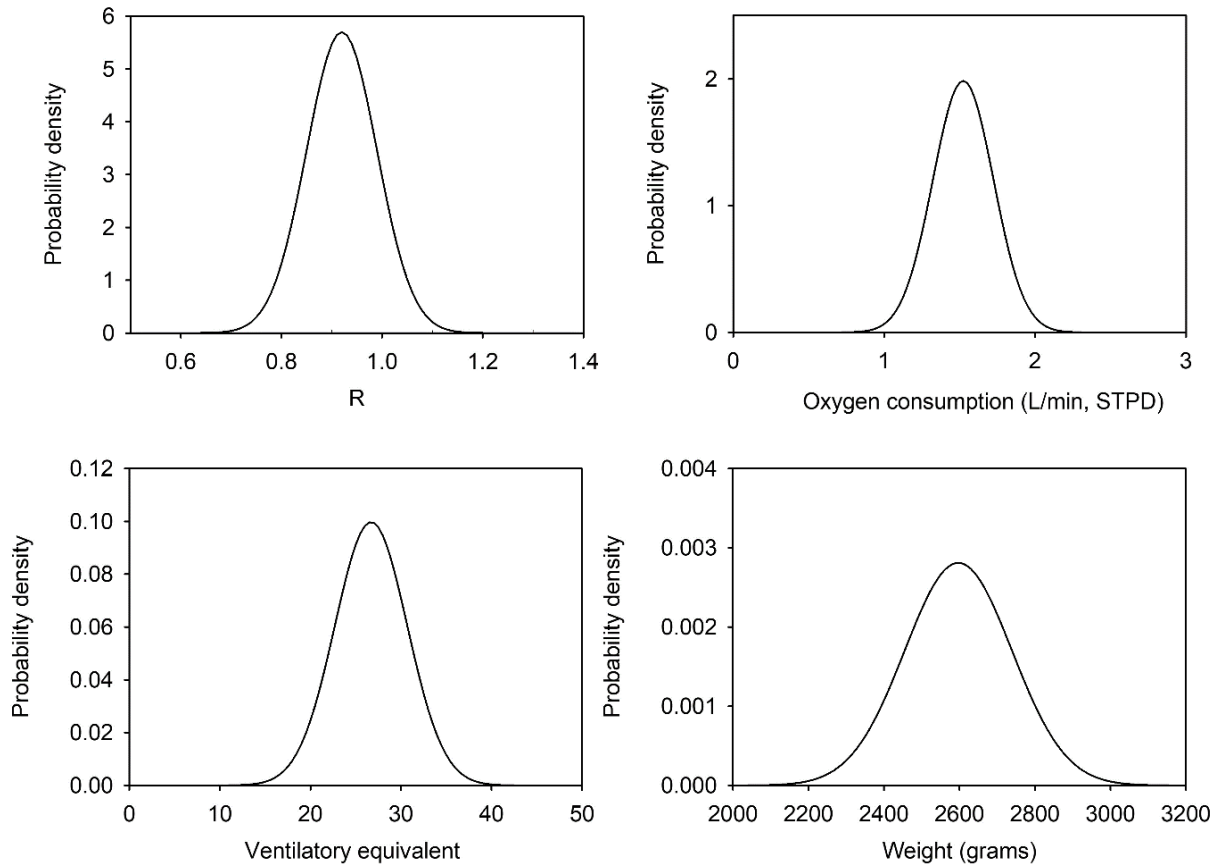 6
5
4
3
2
1
0
Probability density
0.6 0.8 1.0 1.2 1.4
R
2
1
0
Probability density
0 1 2 3
Oxygen consumption (L/min, STPD)
0.12
0.10
0.08
0.06
0.04
0.02
0.00
Probability density
0 10 20 30 40 50
Ventilatory equivalent
0.004
0.003
0.002
0.001
0.000
Probability density
2000 2200 2400 2600 2800 3000 3200
Weight (grams)